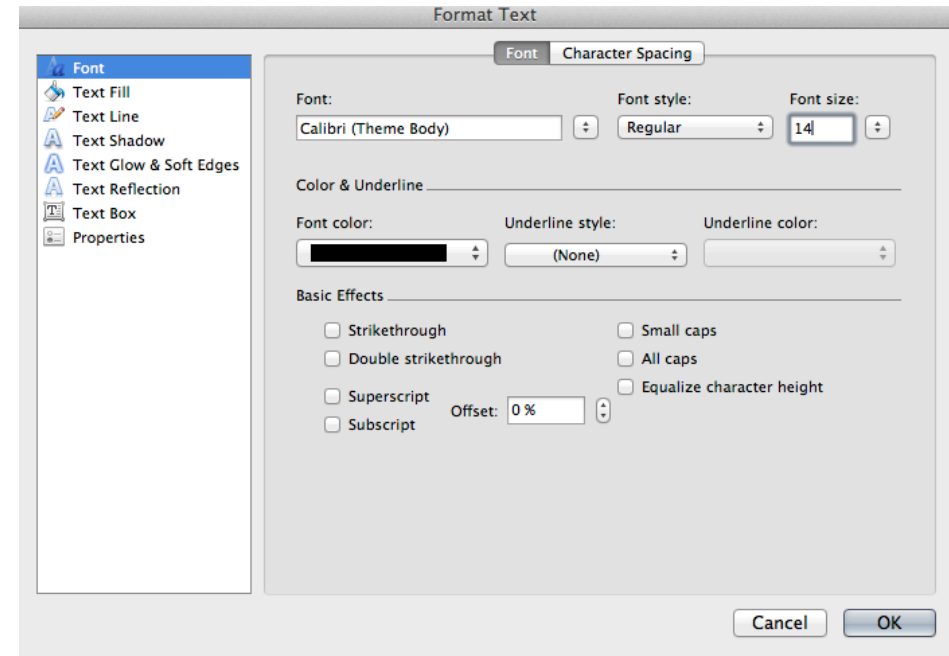 Format Text
Font
Text Fill
Text Line
Text Shadow
Text Glow & Soft Edges
Text Reflection
Text Box
Properties
Font Character Spacing
Font: Font style: Font size:
Calibri (Theme Body) Regular 14
Color & Underline
Font color: Underline style: Underline color:
(None)
Basic Effects
Strikethrough Small caps
Double strikethrough All caps
Equalize character height
Superscript
Offset: 0 %
Subscript
Cancel OK